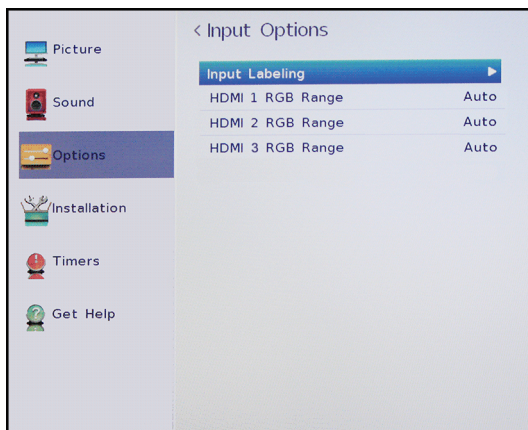 Picture
Sound
Options
Installation
Timers
Get Help
< Input Options
Input Labeling
HDMI 1 RGB Range Auto
HDMI 2 RGB Range Auto
HDMI 3 RGB Range Auto